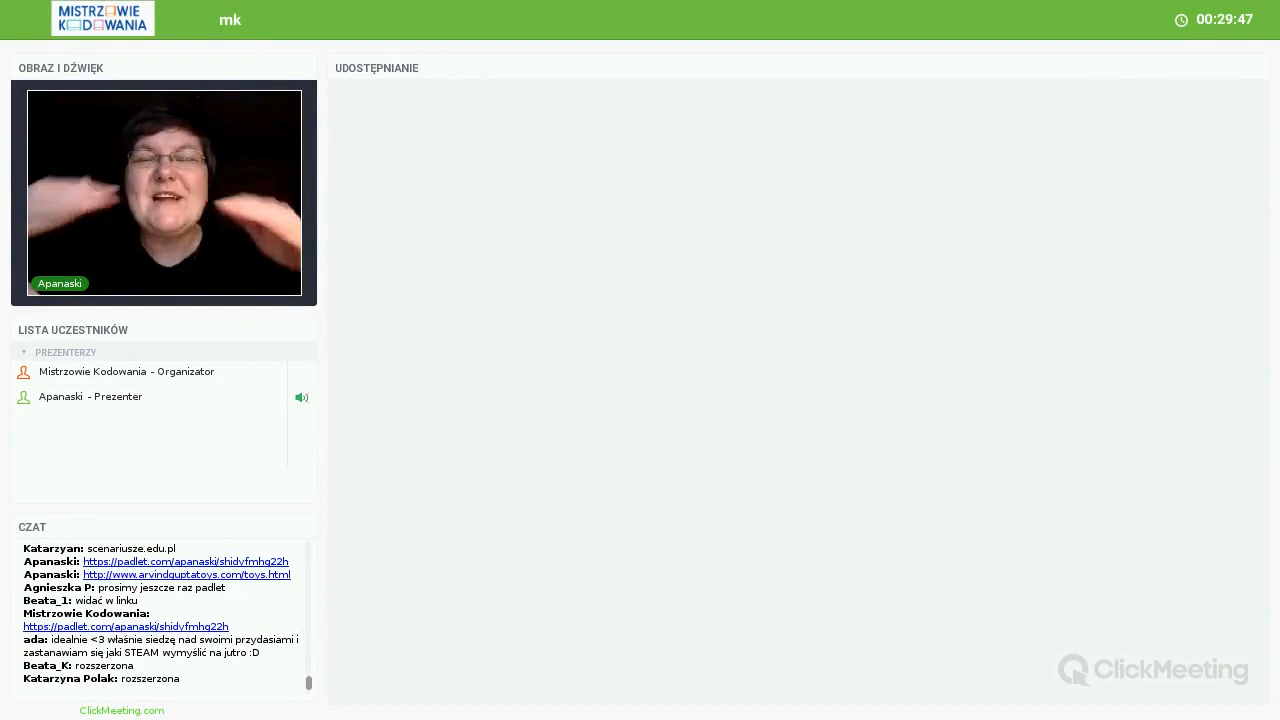 MISTRZOWIE
KODOWANIA
mk
00:29:47
OBRAZ I DŹWIĘK
Apanaski
LISTA UCZESTNIKÓW
PREZENTERZY
Mistrzowie Kodowania - Organizator
Apanaski - Prezenter
CZAT
Katarzyan: scenariusze.edu.pl
Apanaski: https://padlet.com/apanaski/shidyfmhq22h
Apanaski: http://www.arvindguptatoys.com/toys.html
Agnieszka P: prosimy jeszcze raz padlet
Beata_1: widać w linku
Mistrzowie Kodowania:
https://padlet.com/apanaski/shidyfmhq22h
ada: idealnie <3 właśnie siedzę nad swoimi przydasiami i
zastanawiam się jaki STEAM wymyślić na jutro :D
Beata_K: rozszerzona
Katarzyna Polak: rozszerzona
ClickMeeting.com
UDOSTĘPNIANIE
ClickMeeting